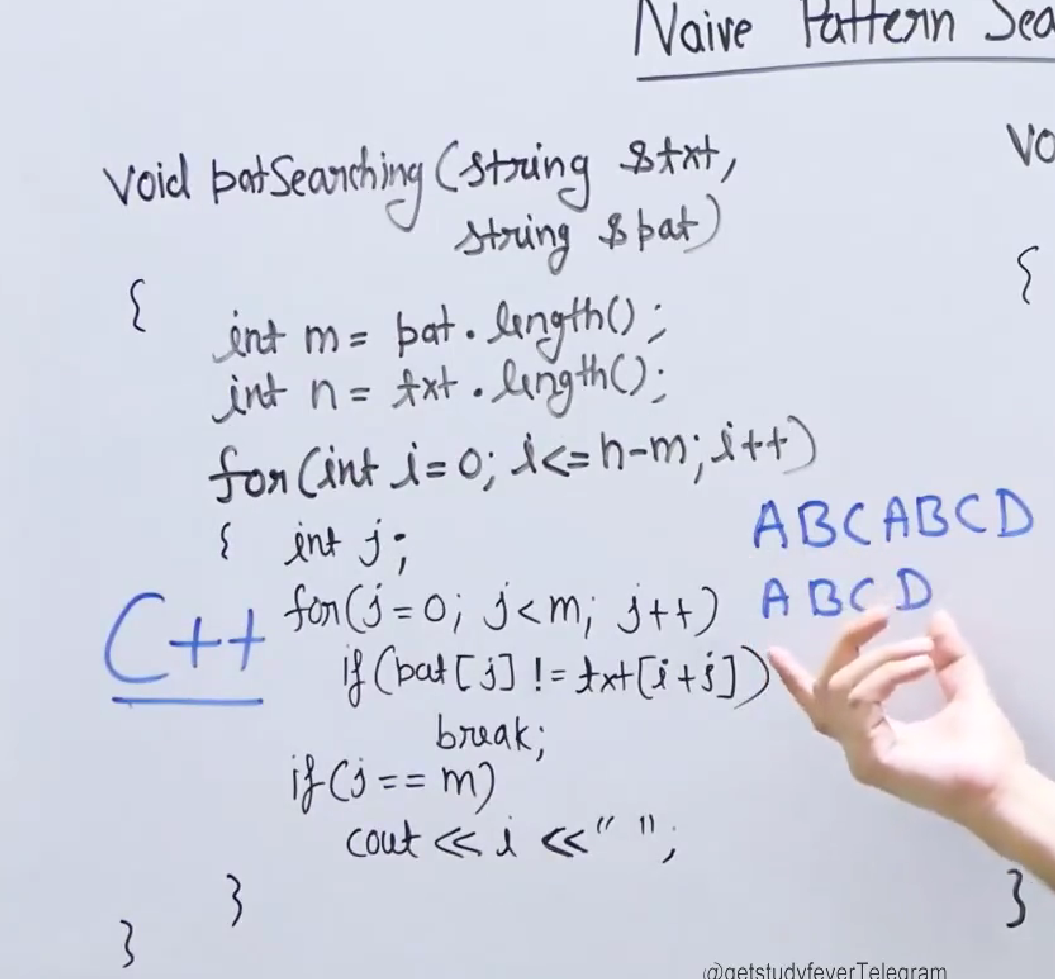 Naive Pattern Sea
void patSearching(string &txt,
string &pat)
{
int m = pat.length();
int n = txt.length();
for(int i=0; i<=n-m; i++)
{ int j;
for(j=0; j<m; j++)
if(pat[j] != txt[i+j])
break;
if(j == m)
cout << i << " ";
}
}
C++
ABCABCD
ABCD
vo
{
}
@getstudyfeverTelegram